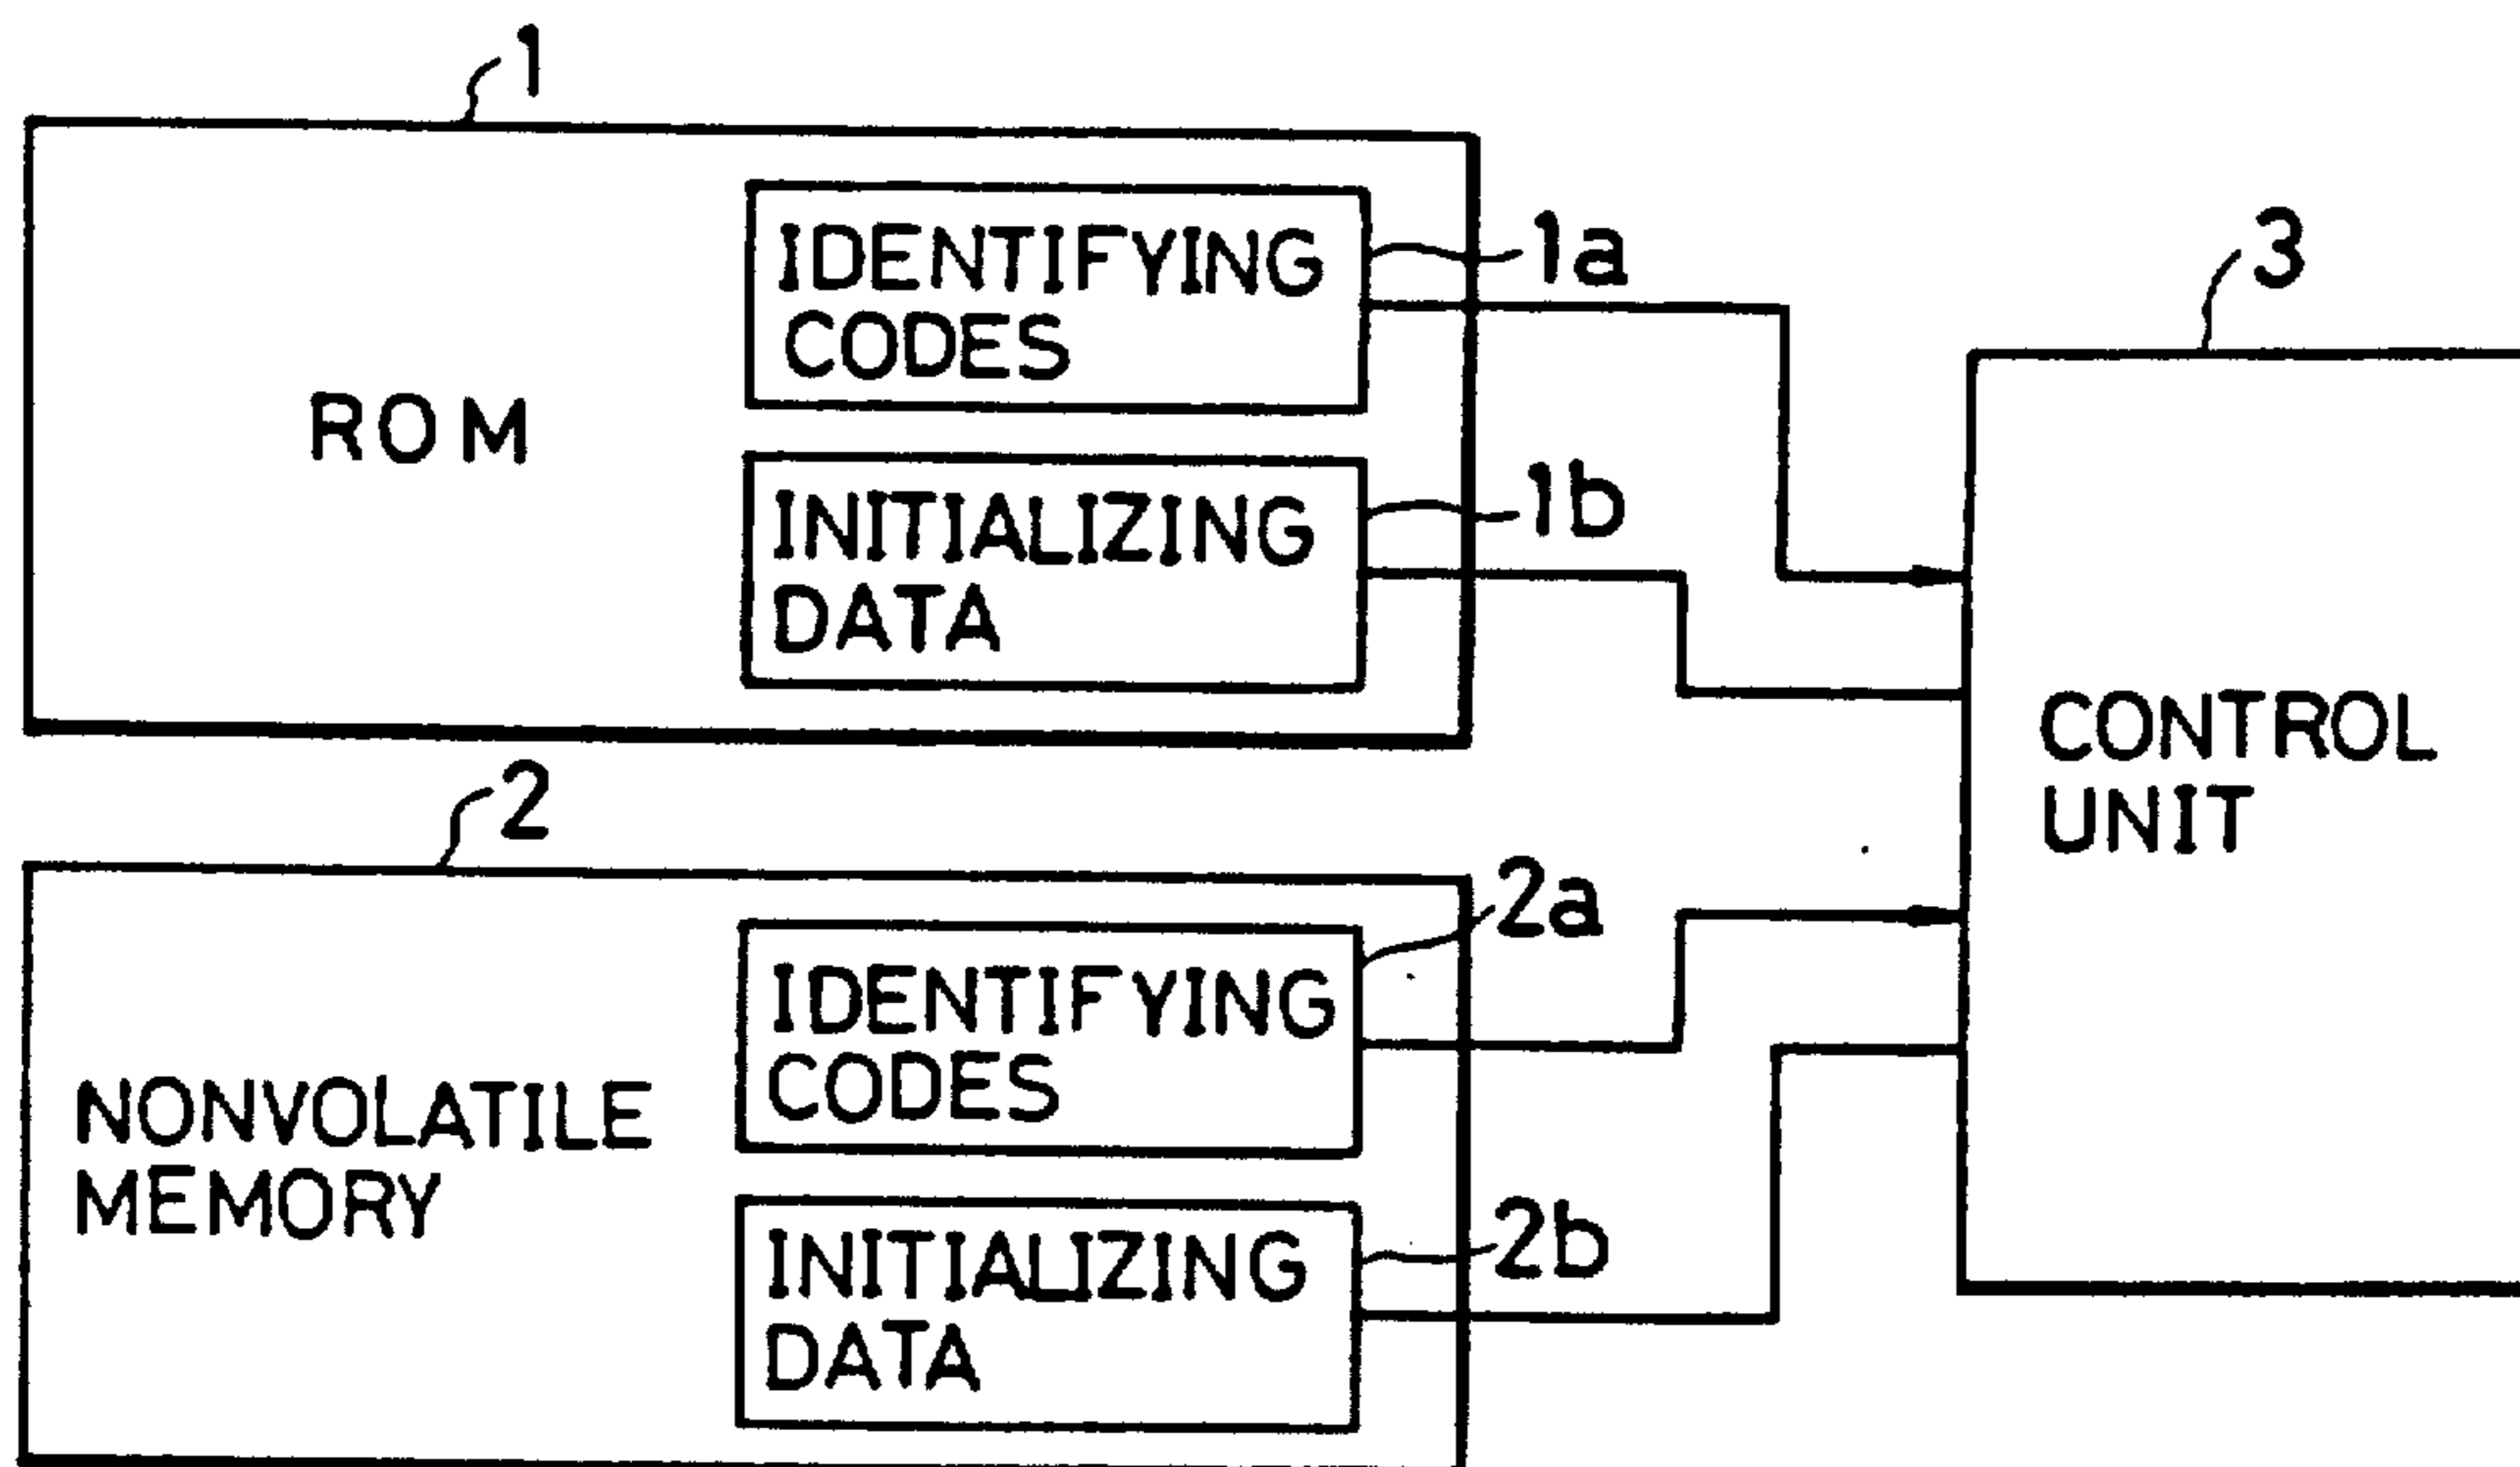 1
IDENTIFYING
CODES
1a
ROM
INITIALIZING
DATA
1b
3
CONTROL
UNIT
2
IDENTIFYING
CODES
2a
NONVOLATILE
MEMORY
INITIALIZING
DATA
2b